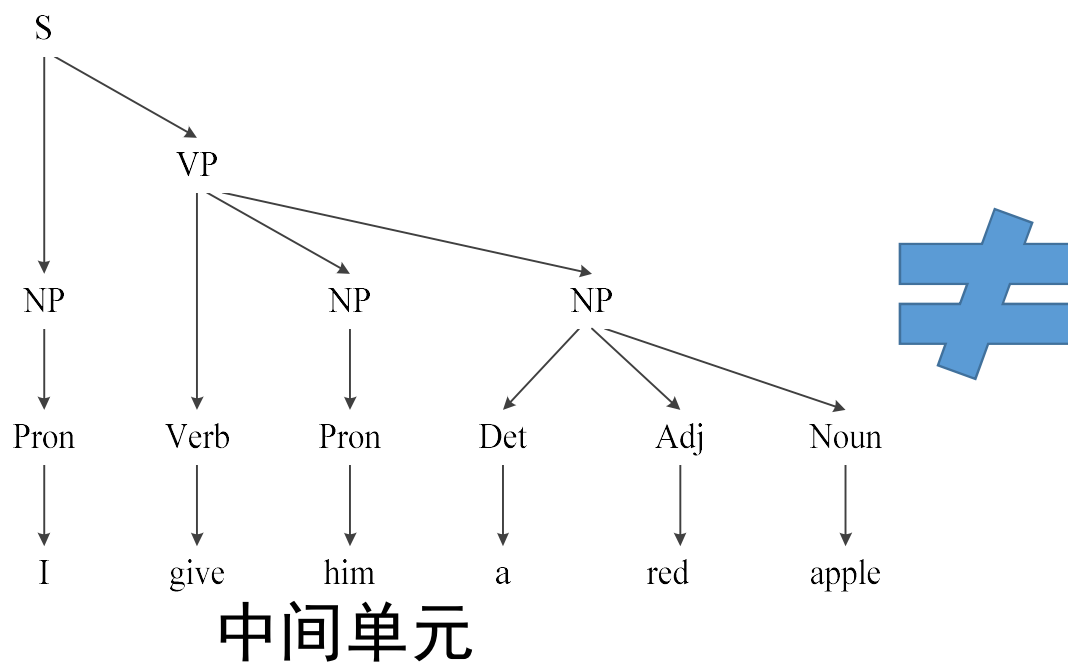 S
VP
NP NP NP
Pron Verb Pron Det Adj Noun
I give him a red apple
中间单元